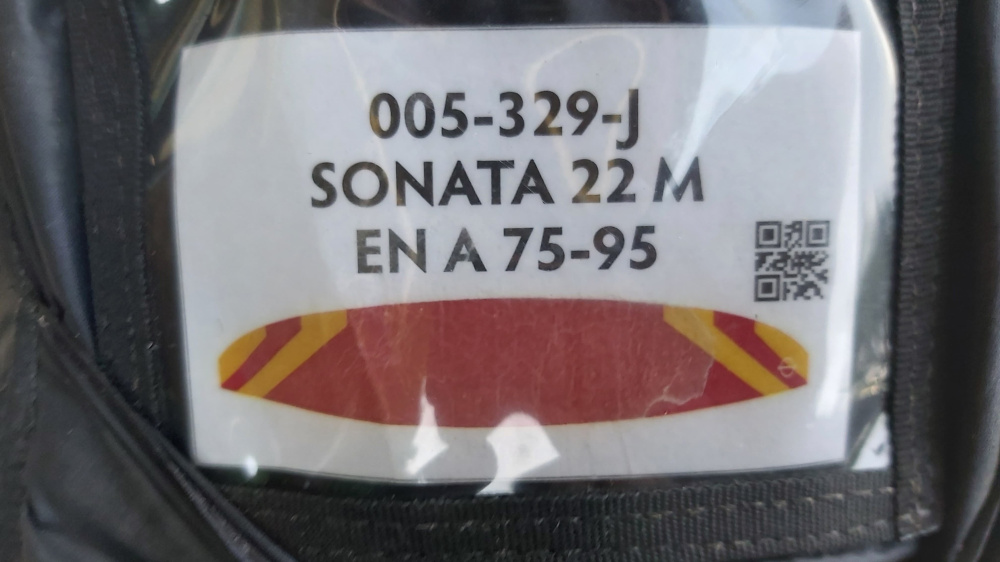 005-329-J
SONATA 22 M
EN A 75-95